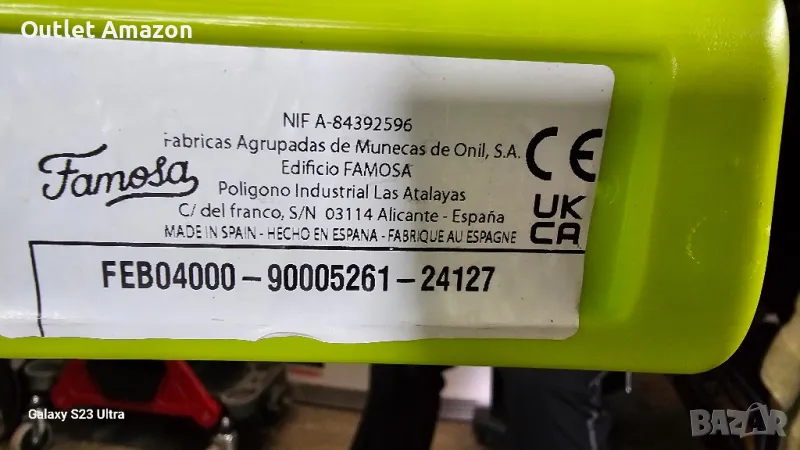 Outlet Amazon
NIF A-84392596
Fabricas Agrupadas de Munecas de Onil, S.A.
Edificio FAMOSA
Poligono Industrial Las Atalayas
C/ del franco, S/N 03114 Alicante - España
MADE IN SPAIN - HECHO EN ESPANA - FABRIQUE AU ESPAGNE
Famosa
CE
UK
CA
FEB04000-90005261-24127
Galaxy S23 Ultra
BAZAR